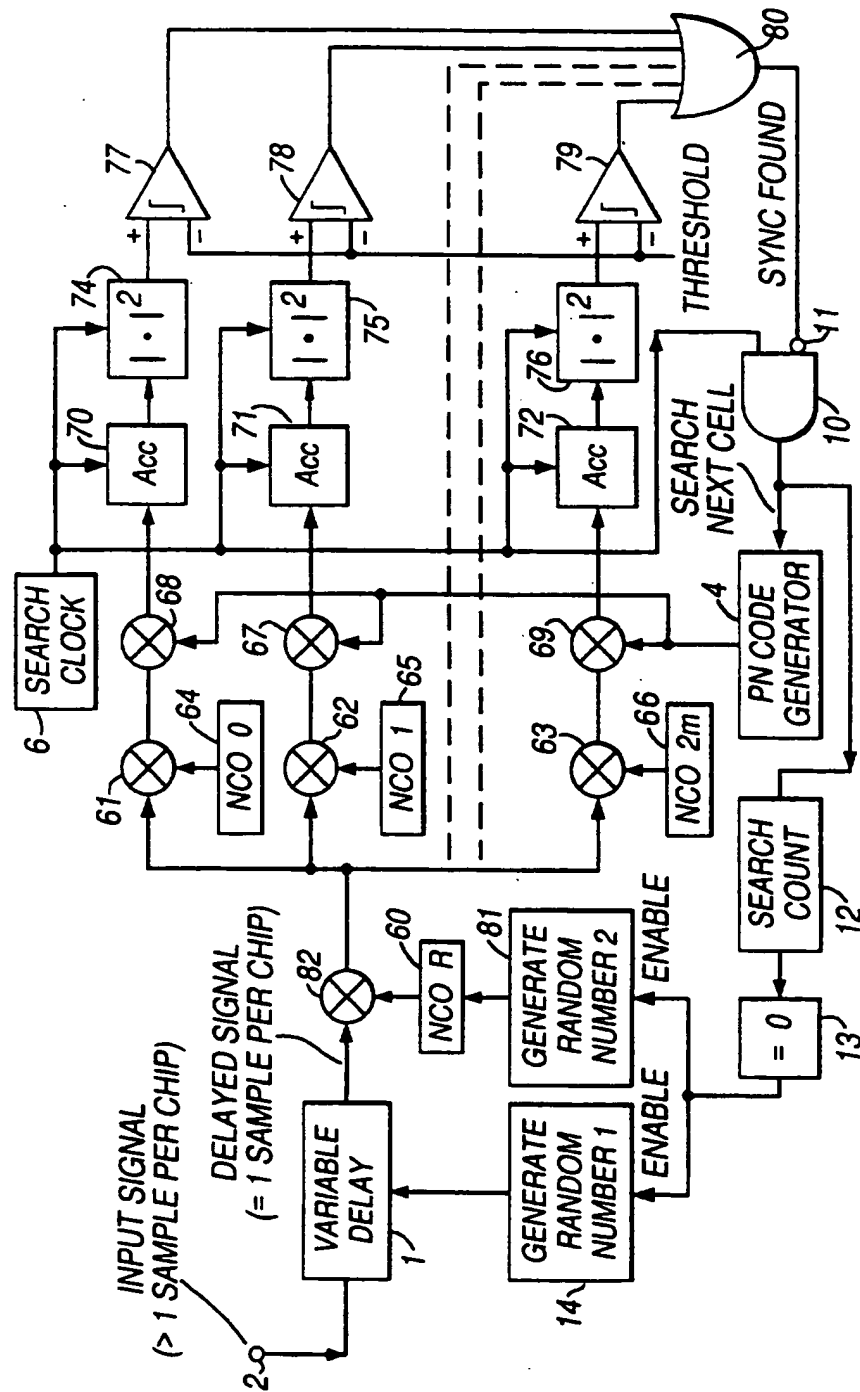 INPUT SIGNAL
(> 1 SAMPLE PER CHIP)
2
VARIABLE
DELAY
1
DELAYED SIGNAL
(= 1 SAMPLE PER CHIP)
82
60
NCO R
GENERATE
RANDOM
NUMBER 1
14
GENERATE
RANDOM
NUMBER 2
81
ENABLE
ENABLE
= 0
13
SEARCH
COUNT
12
6
SEARCH
CLOCK
61
64
NCO 0
68
62
65
NCO 1
67
63
66
NCO 2m
69
4
PN CODE
GENERATOR
SEARCH
NEXT CELL
10
11
70
Acc
74
| • |²
77
+
−
71
Acc
75
| • |²
78
+
−
72
Acc
76
| • |²
79
+
−
THRESHOLD
SYNC FOUND
80